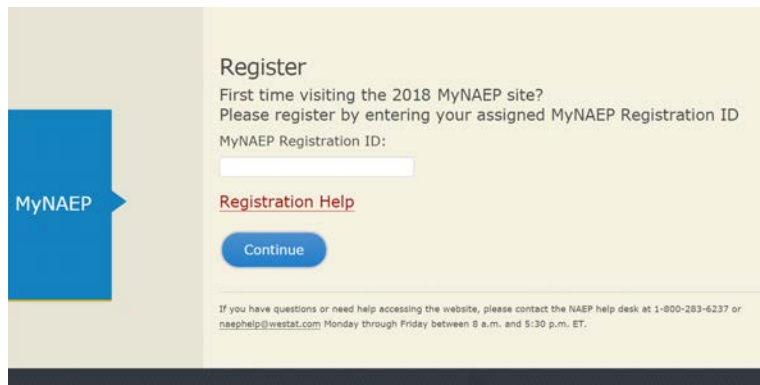 Register
First time visiting the 2018 MyNAEP site?
Please register by entering your assigned MyNAEP Registration ID
MyNAEP Registration ID:
MyNAEP
Registration Help
Continue
If you have questions or need help accessing the website, please contact the NAEP help desk at 1-800-283-6237 or
naephelp@westat.com Monday through Friday between 8 a.m. and 5:30 p.m. ET.